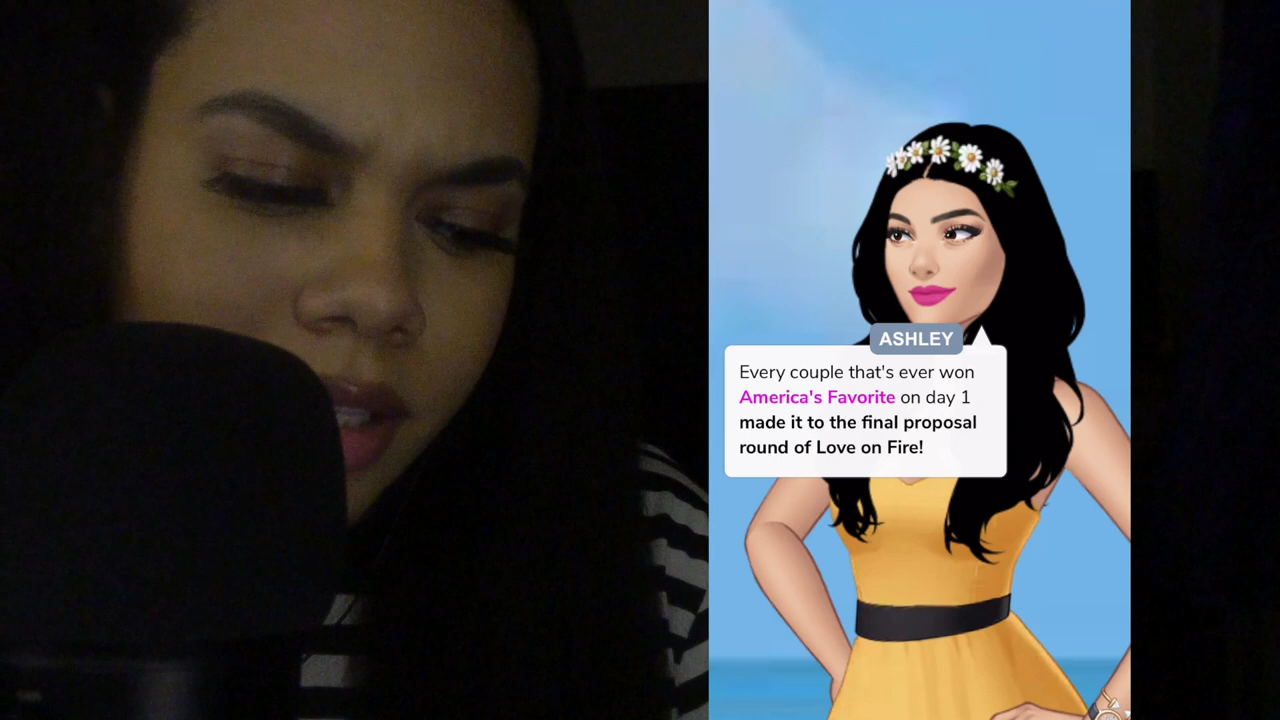 ASHLEY
Every couple that's ever won
America's Favorite on day 1
made it to the final proposal
round of Love on Fire!